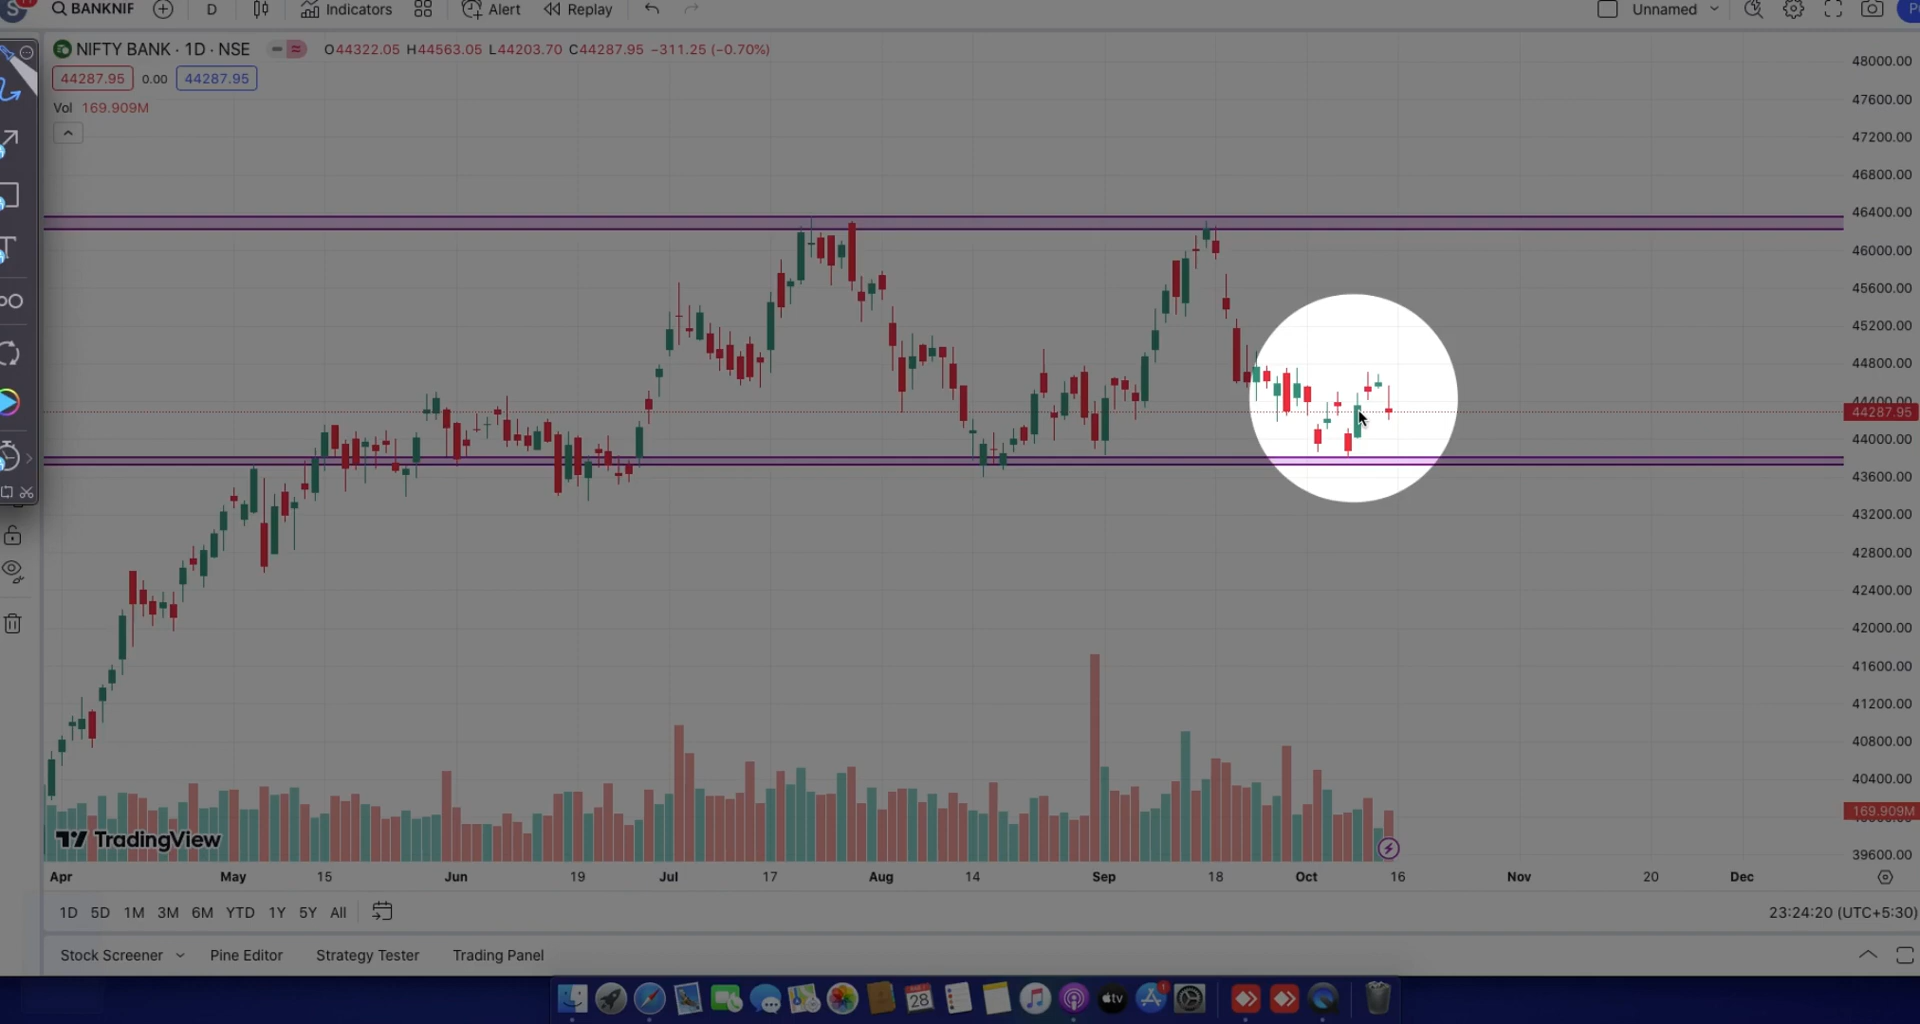 BANKNIF D Indicators Alert Replay Unnamed
NIFTY BANK · 1D · NSE O44322.05 H44563.05 L44203.70 C44287.95 −311.25 (−0.70%)
44287.95 0.00 44287.95
Vol 169.909M
48000.00
47600.00
47200.00
46800.00
46400.00
46000.00
45600.00
45200.00
44800.00
44400.00
44287.95
44000.00
43600.00
43200.00
42800.00
42400.00
42000.00
41600.00
41200.00
40800.00
40400.00
169.909M
39600.00
TradingView
Apr May 15 Jun 19 Jul 17 Aug 14 Sep 18 Oct 16 Nov 20 Dec
1D 5D 1M 3M 6M YTD 1Y 5Y All 23:24:20 (UTC+5:30)
Stock Screener Pine Editor Strategy Tester Trading Panel
28
tv